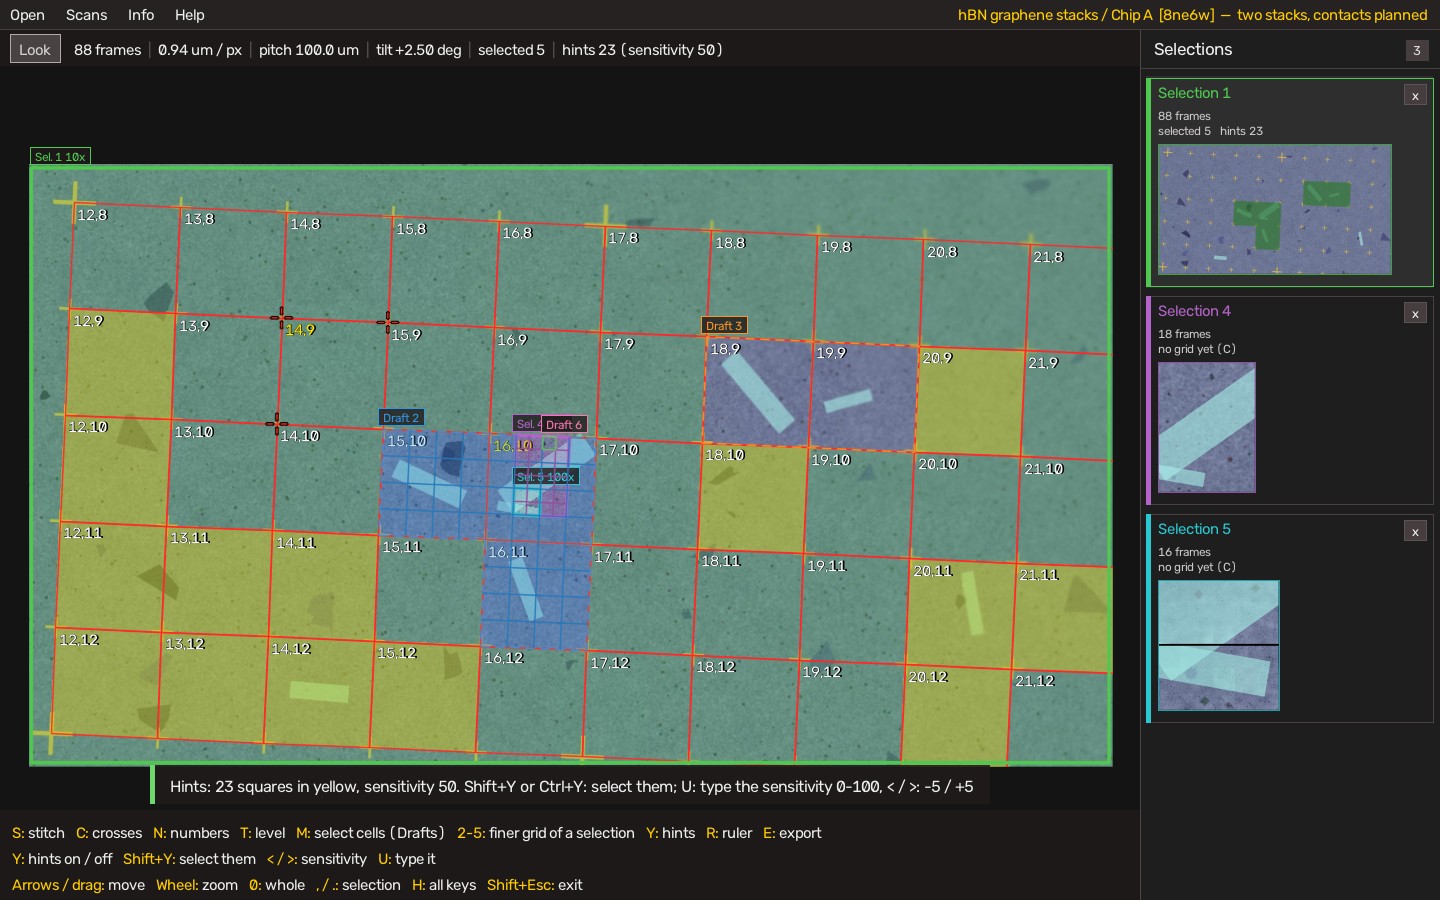 Open Scans Info Help
hBN graphene stacks / Chip A [8ne6w] — two stacks, contacts planned
Look 88 frames 0.94 um / px pitch 100.0 um tilt +2.50 deg selected 5 hints 23 (sensitivity 50)
Selections 3
Sel. 1 10x
12,8 13,8 14,8 15,8 16,8 17,8 18,8 19,8 20,8 21,8
Draft 3
12,9 13,9 14,9 15,9 16,9 17,9 18,9 19,9 20,9 21,9
Draft 2 Sel. 4 Draft 6
12,10 13,10 14,10 15,10 16,10 17,10 18,10 19,10 20,10 21,10
Sel. 5 100x
12,11 13,11 14,11 15,11 16,11 17,11 18,11 19,11 20,11 21,11
12,12 13,12 14,12 15,12 16,12 17,12 18,12 19,12 20,12 21,12
Hints: 23 squares in yellow, sensitivity 50. Shift+Y or Ctrl+Y: select them; U: type the sensitivity 0-100, < / >: -5 / +5
S: stitch C: crosses N: numbers T: level M: select cells (Drafts) 2-5: finer grid of a selection Y: hints R: ruler E: export
Y: hints on / off Shift+Y: select them < / >: sensitivity U: type it
Arrows / drag: move Wheel: zoom 0: whole , / .: selection H: all keys Shift+Esc: exit
Selection 1 x
88 frames
selected 5 hints 23
Selection 4 x
18 frames
no grid yet (C)
Selection 5 x
16 frames
no grid yet (C)